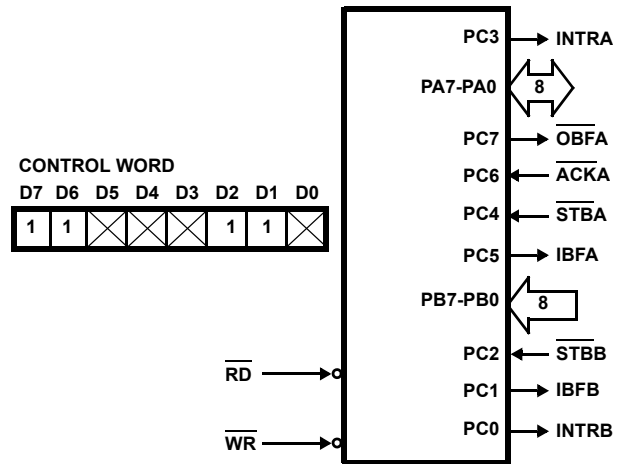 PC3 INTRA
PA7-PA0 8
PC7 OBFA
CONTROL WORD
PC6 ACKA
D7 D6 D5 D4 D3 D2 D1 D0
PC4 STBA
1 1 1 1
PC5 IBFA
PB7-PB0 8
PC2 STBB
RD
PC1 IBFB
PC0 INTRB
WR